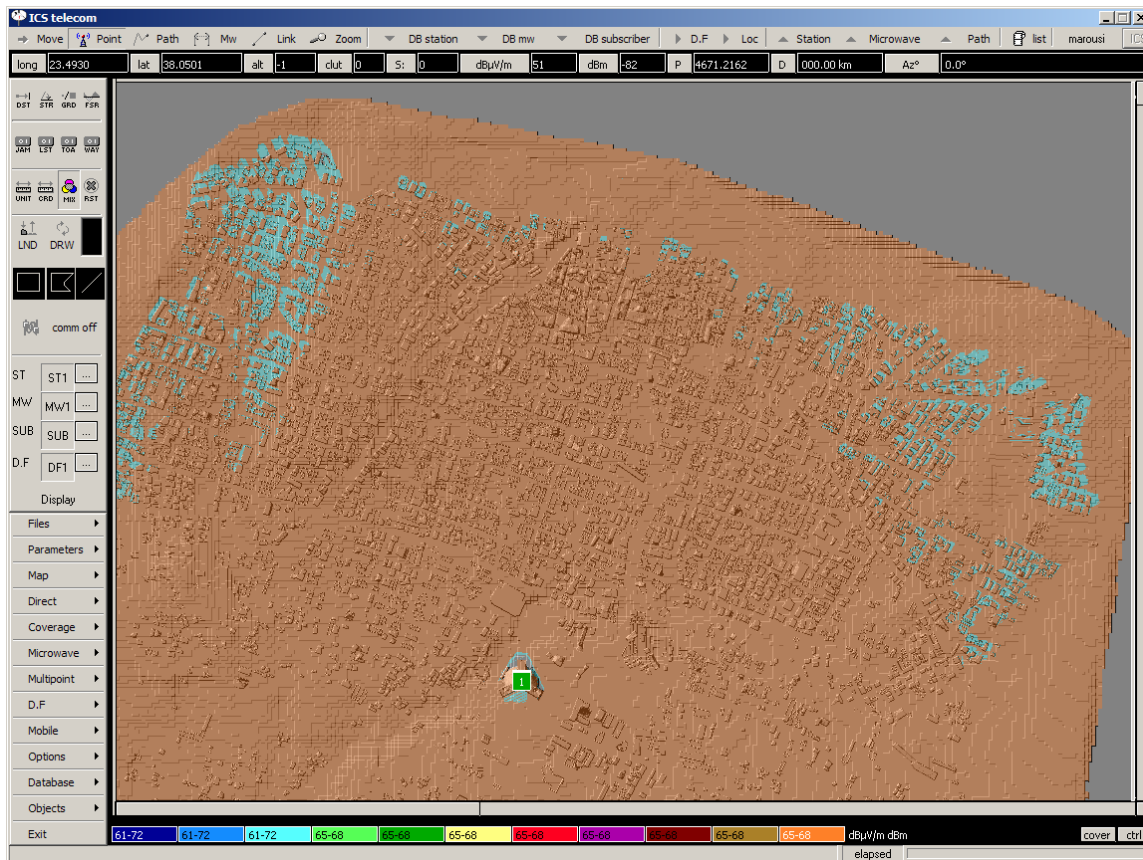 ICS telecom
Move Point Path Mw Link Zoom DB station DB mw DB subscriber D.F Loc Station Microwave Path list marousi ICS
long 23.4930 lat 38.0501 alt -1 clut 0 S: 0 dBµV/m 51 dBm -82 P 4671.2162 D 000.00 km Az° 0.0°
DST STR GRD FSR
JAM LST TOA WAY
UNIT CRD MIX RST
LND DRW
comm off
ST ST1 ...
MW MW1 ...
SUB SUB ...
D.F DF1 ...
Display
Files
Parameters
Map
Direct
Coverage
Microwave
Multipoint
D.F
Mobile
Options
Database
Objects
Exit
1
61-72 61-72 61-72 65-68 65-68 65-68 65-68 65-68 65-68 65-68 65-68 dBµV/m dBm cover ctrl
elapsed